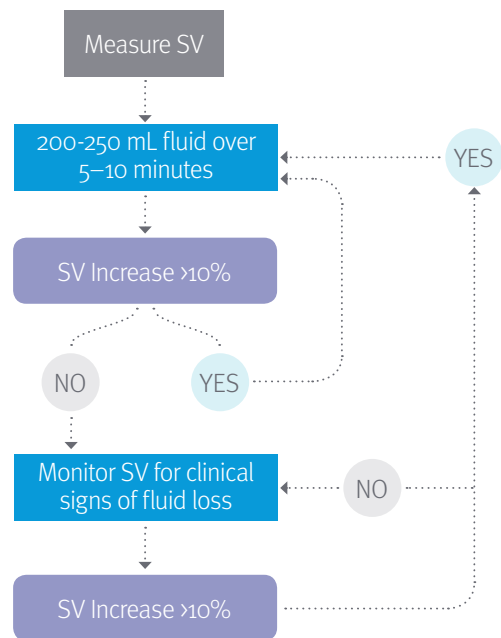 Measure SV
200-250 mL fluid over
5–10 minutes
YES
SV Increase >10%
NO
YES
Monitor SV for clinical
signs of fluid loss
NO
SV Increase >10%